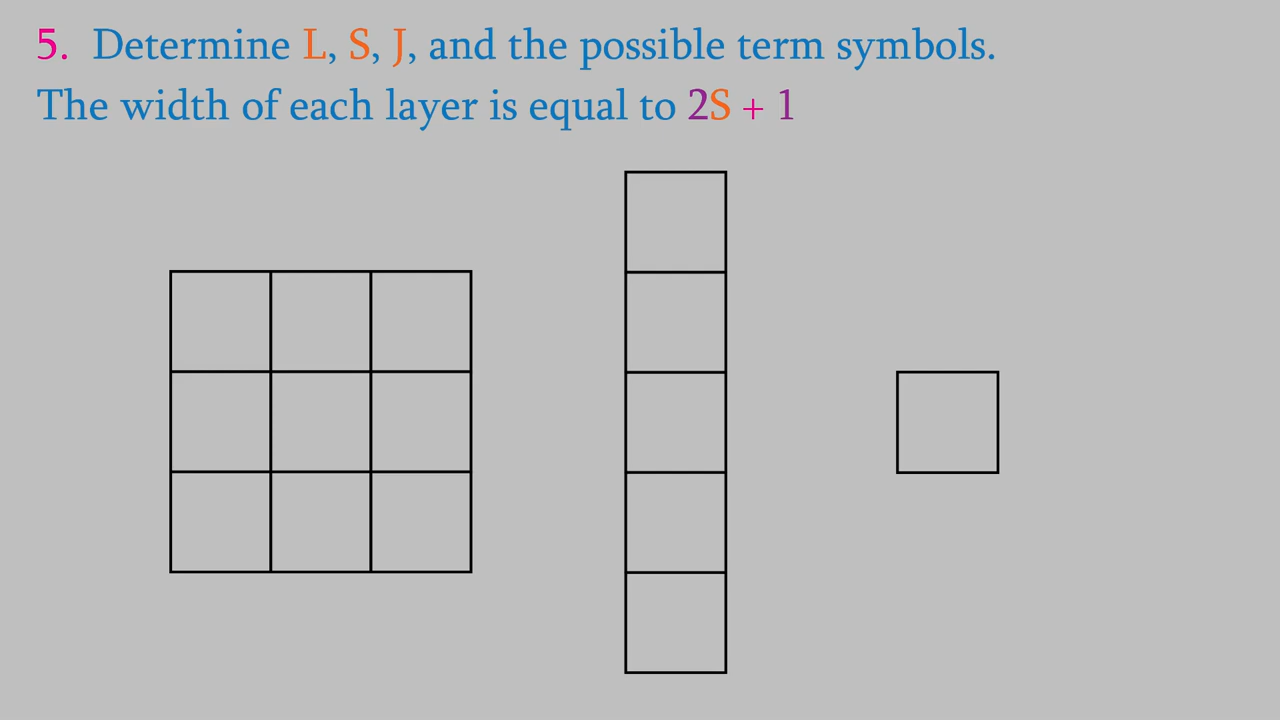 5. Determine L, S, J, and the possible term symbols.
The width of each layer is equal to 2S + 1